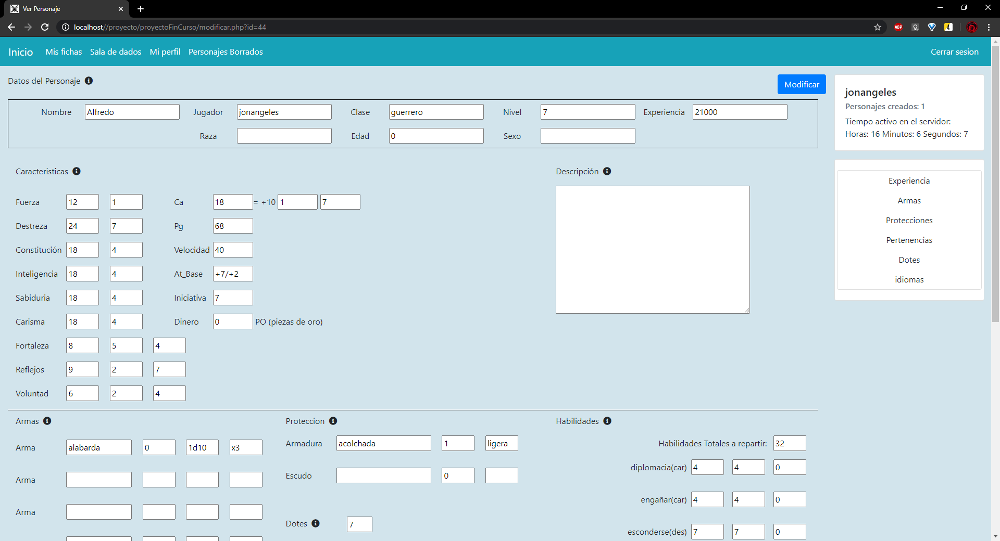 Ver Personaje
localhost//proyecto/proyectoFinCurso/modificar.php?id=44
ABP
Inicio Mis fichas Sala de dados Mi perfil Personajes Borrados Cerrar sesion
Datos del Personaje
Modificar
Nombre Alfredo Jugador jonangeles Clase guerrero Nivel 7 Experiencia 21000
Raza Edad 0 Sexo
jonangeles
Personajes creados: 1
Tiempo activo en el servidor:
Horas: 16 Minutos: 6 Segundos: 7
Experiencia
Armas
Protecciones
Pertenencias
Dotes
idiomas
Caracteristicas
Descripción
Fuerza 12 1 Ca 18 = +10 1 7
Destreza 24 7 Pg 68
Constitución 18 4 Velocidad 40
Inteligencia 18 4 At_Base +7/+2
Sabiduria 18 4 Iniciativa 7
Carisma 18 4 Dinero 0 PO (piezas de oro)
Fortaleza 8 5 4
Reflejos 9 2 7
Voluntad 6 2 4
Armas
Arma alabarda 0 1d10 x3
Arma
Arma
Proteccion
Armadura acolchada 1 ligera
Escudo 0
Dotes 7
Habilidades
Habilidades Totales a repartir: 32
diplomacia(car) 4 4 0
engañar(car) 4 4 0
esconderse(des) 7 7 0